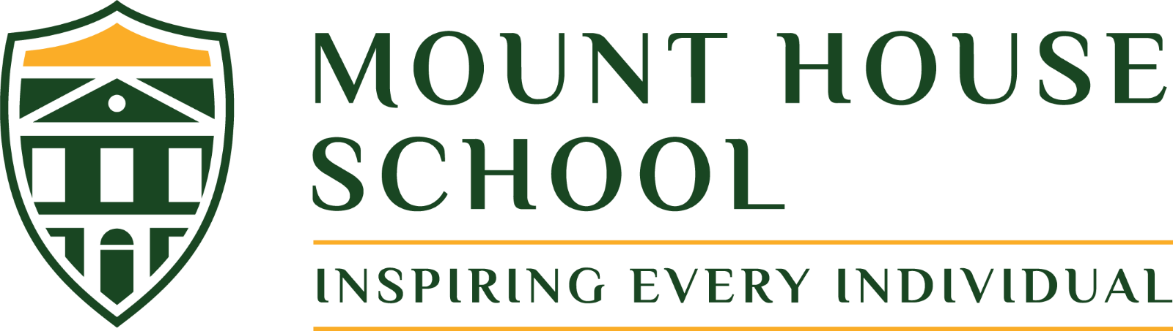 MOUNT HOUSE
SCHOOL
INSPIRING EVERY INDIVIDUAL